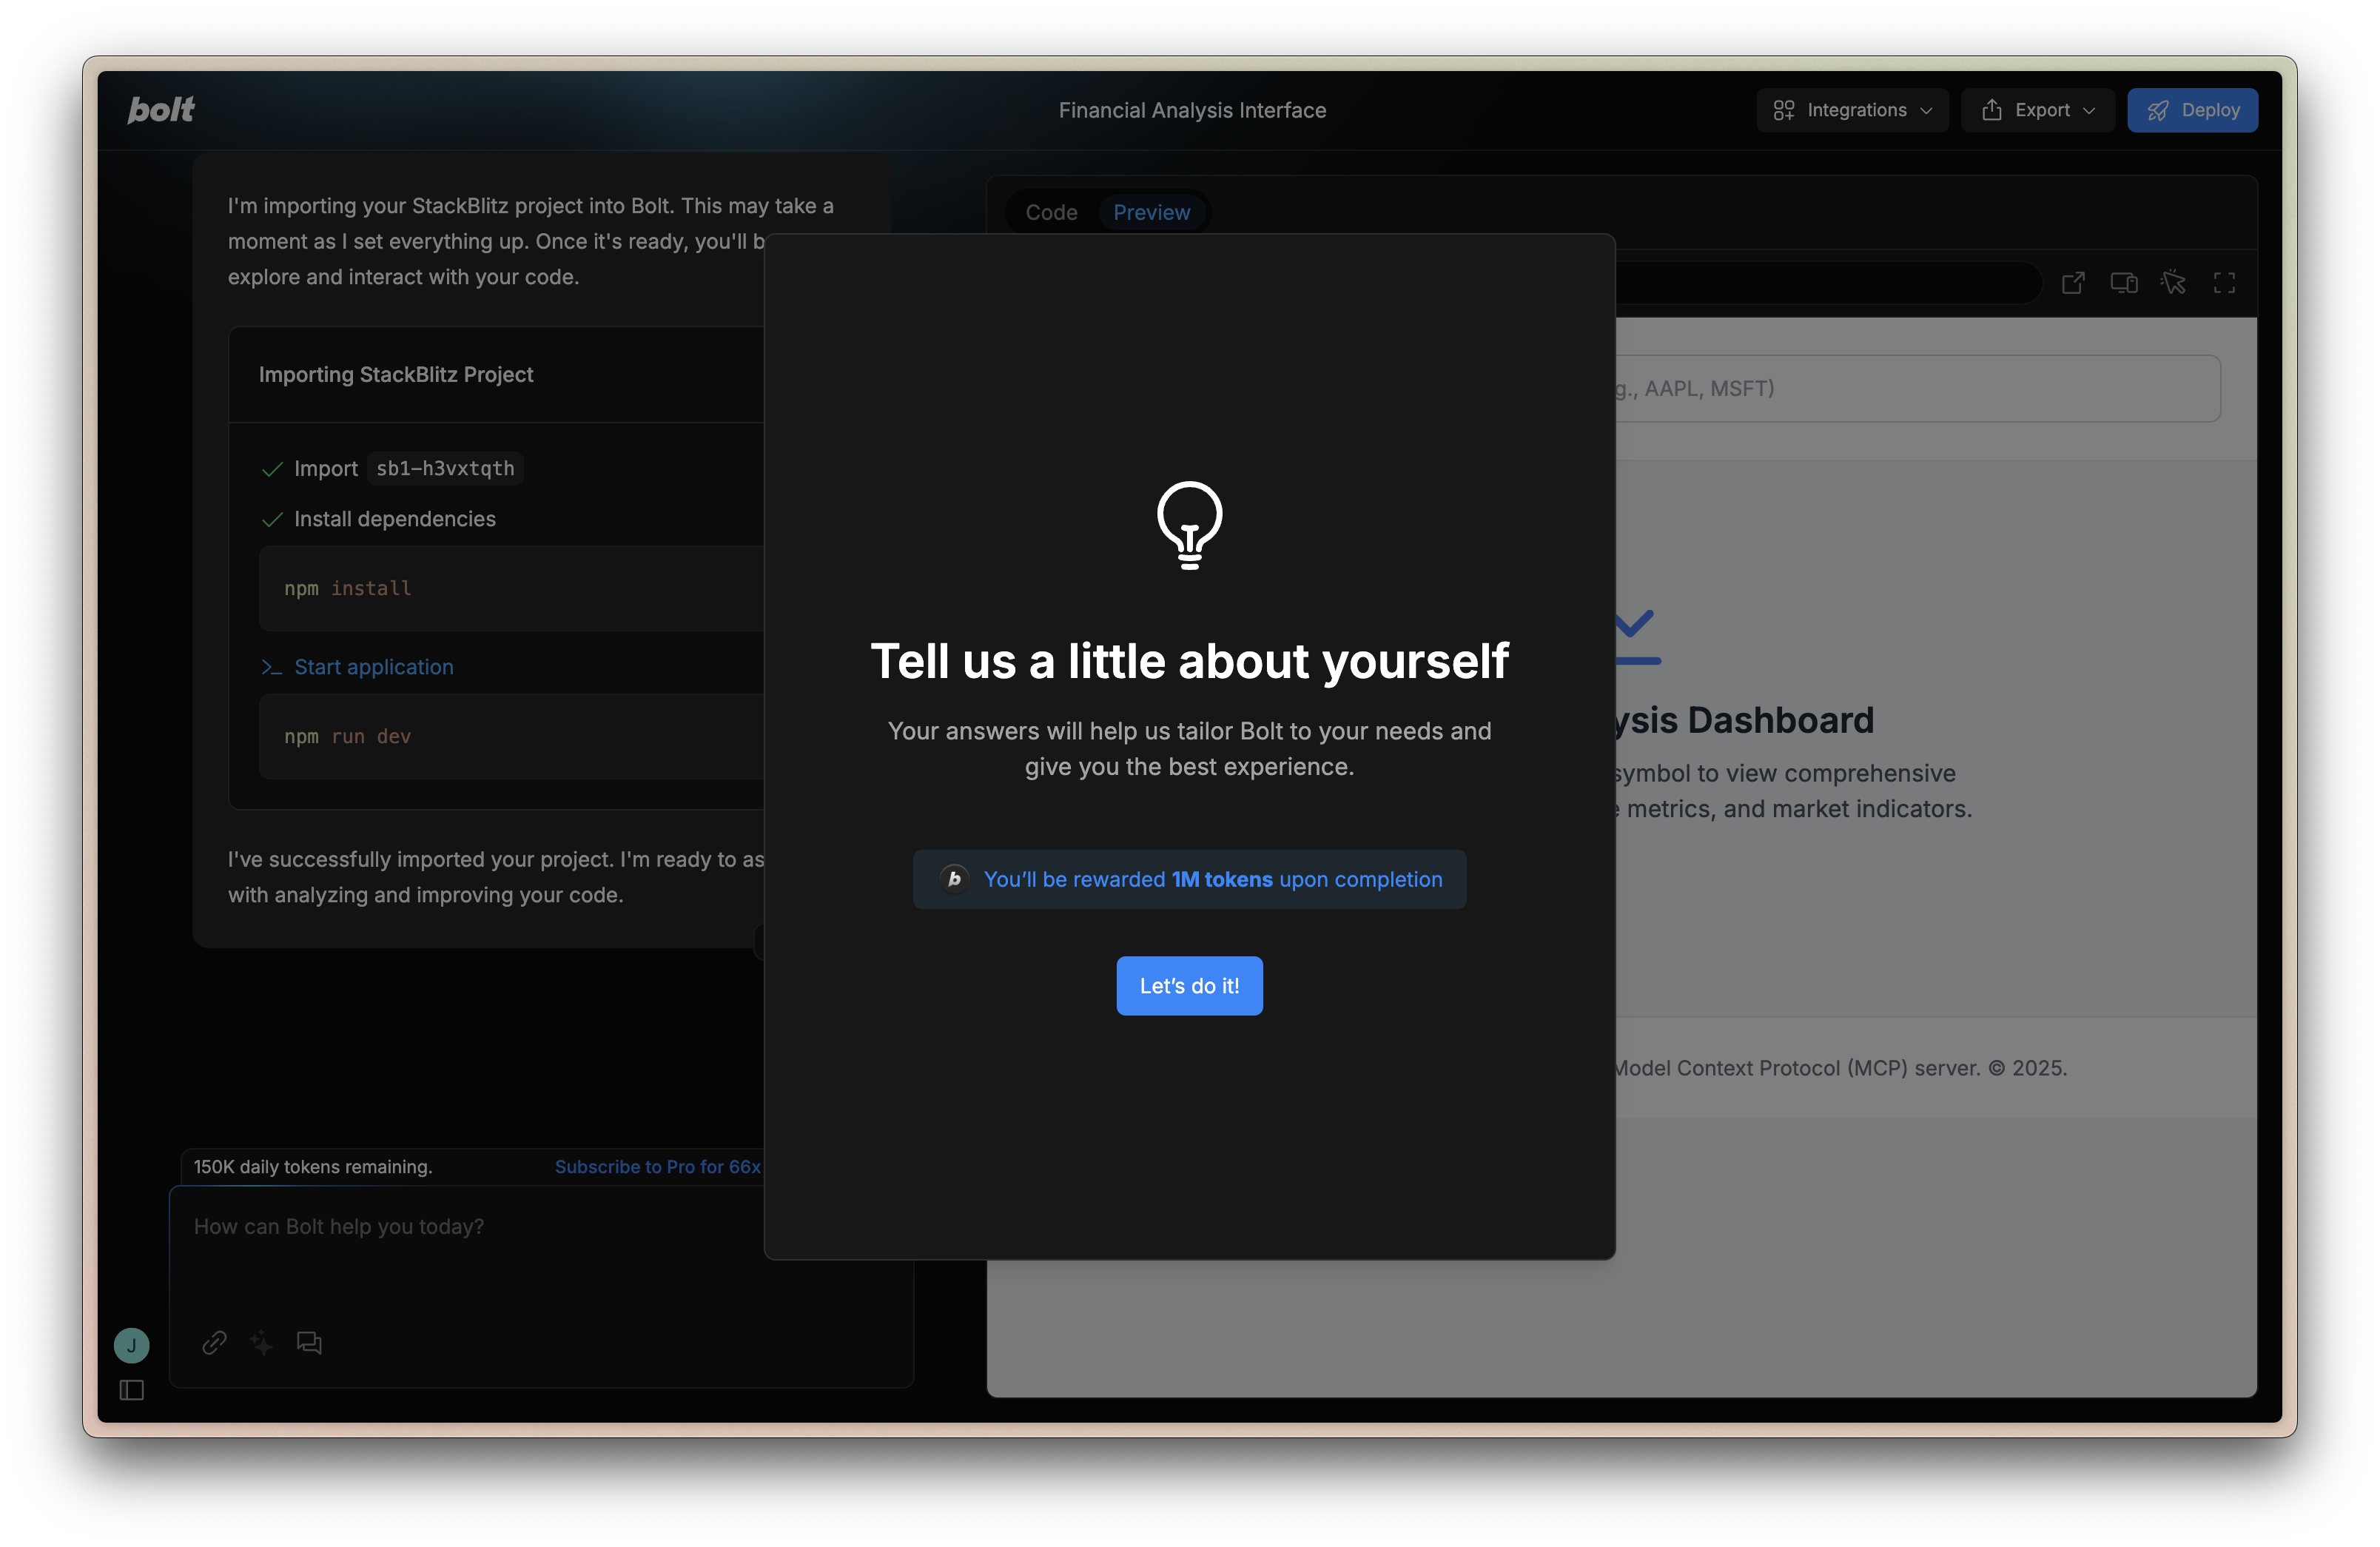 bolt
Financial Analysis Interface
Integrations
Export
Deploy
I'm importing your StackBlitz project into Bolt. This may take a
moment as I set everything up. Once it's ready, you'll
explore and interact with your code.
Importing StackBlitz Project
Import sb1-h3vxtqth
Install dependencies
npm install
Start application
npm run dev
I've successfully imported your project. I'm ready to
with analyzing and improving your code.
150K daily tokens remaining.
Subscribe to Pro for 66x
How can Bolt help you today?
J
Code
Preview
Tell us a little about yourself
Your answers will help us tailor Bolt to your needs and
give you the best experience.
b
You’ll be rewarded 1M tokens upon completion
Let’s do it!
g., AAPL, MSFT)
ysis Dashboard
symbol to view comprehensive
metrics, and market indicators.
Model Context Protocol (MCP) server. © 2025.